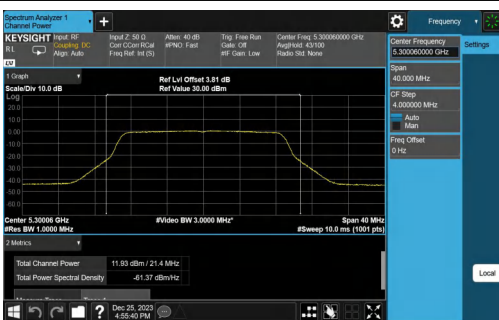 Spectrum Analyzer 1
Channel Power
+
Frequency
KEYSIGHT Input: RF
R L
Coupling: DC
Align: Auto
LXI
Input Z: 50 Ω
Corr CCorr RCal
Freq Ref: Int (S)
Atten: 40 dB
#PNO: Fast
Trig: Free Run
Gate: Off
#IF Gain: Low
Center Freq: 5.300060000 GHz
Avg|Hold: 43/100
Radio Std: None
Center Frequency
5.300060000 GHz
Settings
Span
40.000 MHz
CF Step
4.000000 MHz
Auto
Man
Freq Offset
0 Hz
Local
1 Graph
Scale/Div 10.0 dB
Ref Lvl Offset 3.81 dB
Ref Value 30.00 dBm
Log
20.0
10.0
0.00
-10.0
-20.0
-30.0
-40.0
-50.0
-60.0
Center 5.30006 GHz
#Res BW 1.0000 MHz
#Video BW 3.0000 MHz*
Span 40 MHz
#Sweep 10.0 ms (1001 pts)
2 Metrics
Total Channel Power 11.93 dBm / 21.4 MHz
Total Power Spectral Density -61.37 dBm/Hz
?
Dec 25, 2023
4:55:40 PM